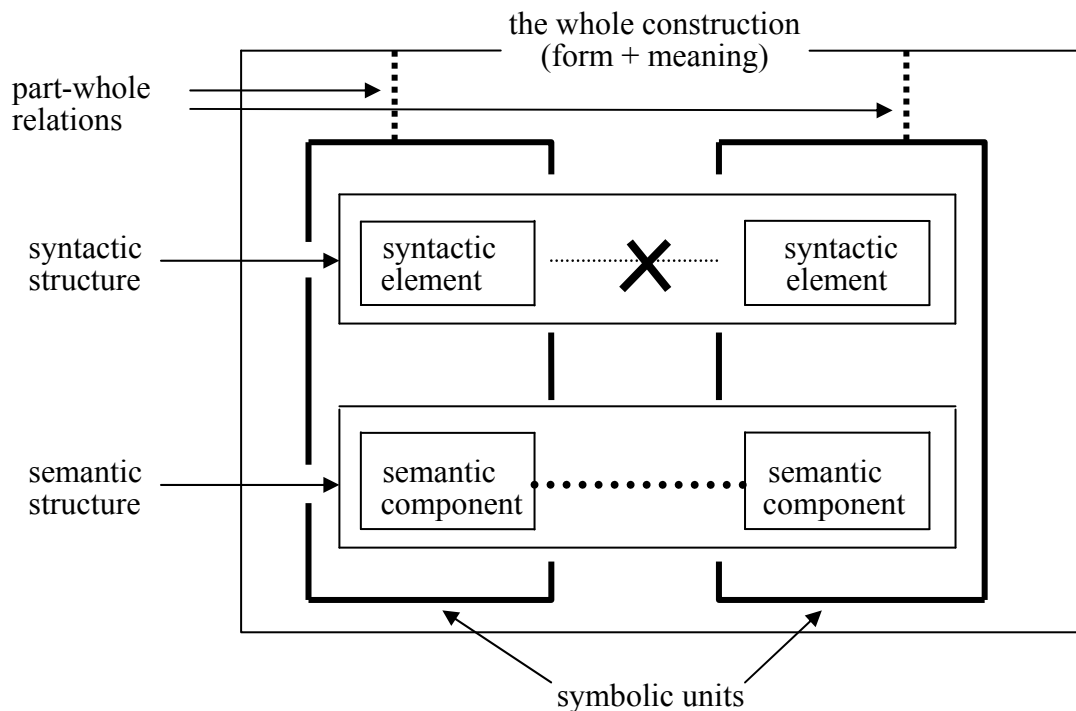 the whole construction
(form + meaning)
part-whole
relations
syntactic
structure
syntactic
element
syntactic
element
semantic
structure
semantic
component
semantic
component
symbolic units